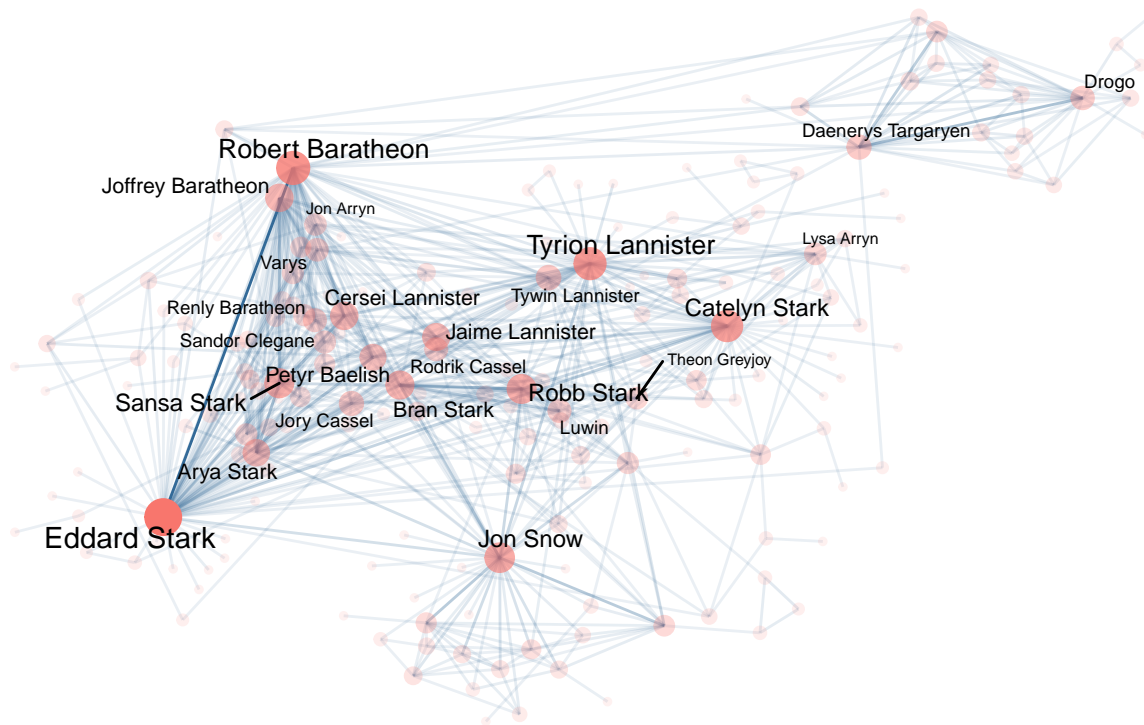 Drogo
Daenerys Targaryen
Robert Baratheon
Joffrey Baratheon
Jon Arryn
Lysa Arryn
Tyrion Lannister
Varys
Tywin Lannister
Cersei Lannister
Renly Baratheon
Catelyn Stark
Jaime Lannister
Sandor Clegane
Theon Greyjoy
Rodrik Cassel
Petyr Baelish
Robb Stark
Sansa Stark
Bran Stark
Jory Cassel
Luwin
Arya Stark
Eddard Stark
Jon Snow